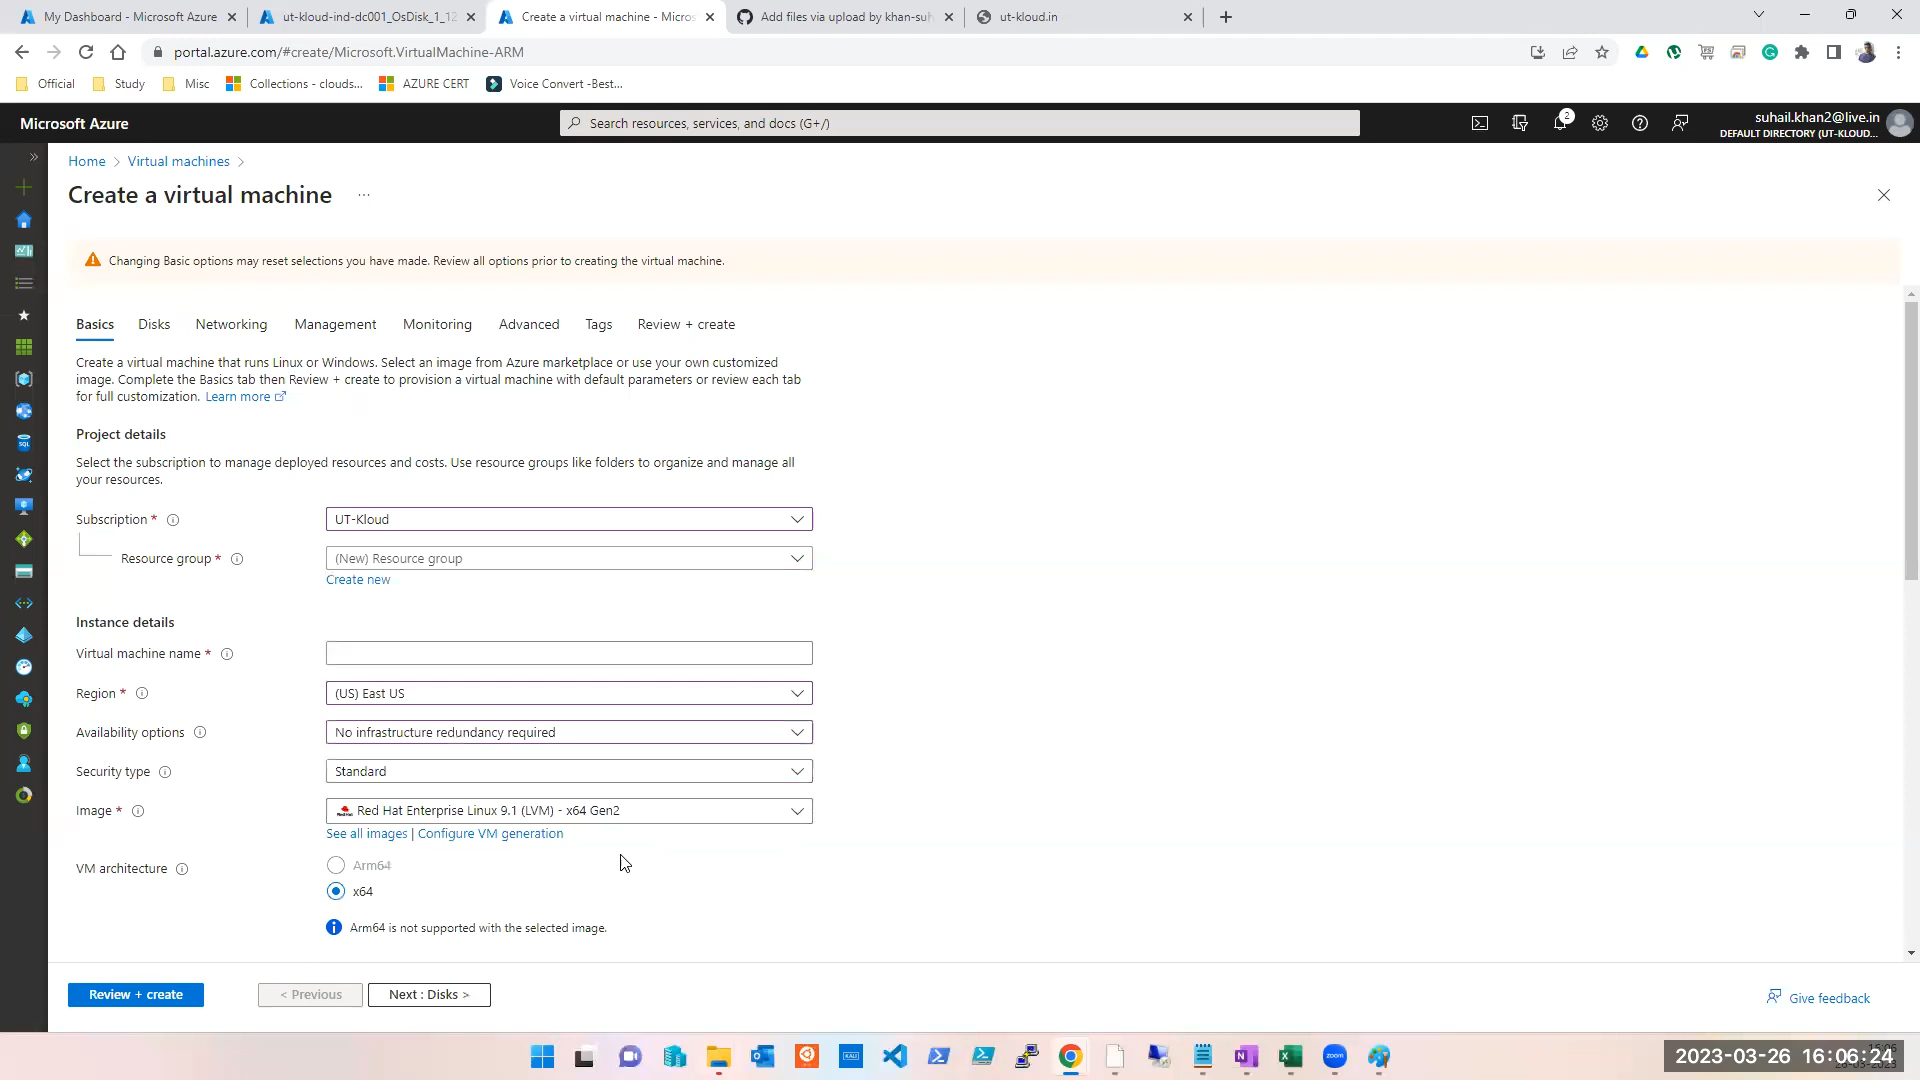 My Dashboard - Microsoft Azure
ut-kloud-ind-dc001_OsDisk_1_12
Create a virtual machine - Micros
Add files via upload by khan-suh
ut-kloud.in
portal.azure.com/#create/Microsoft.VirtualMachine-ARM
Official
Study
Misc
Collections - clouds...
AZURE CERT
Voice Convert -Best...
Microsoft Azure
Search resources, services, and docs (G+/)
2
suhail.khan2@live.in
DEFAULT DIRECTORY (UT-KLOUD...
Home > Virtual machines >
Create a virtual machine ...
Changing Basic options may reset selections you have made. Review all options prior to creating the virtual machine.
Basics Disks Networking Management Monitoring Advanced Tags Review + create
Create a virtual machine that runs Linux or Windows. Select an image from Azure marketplace or use your own customized
image. Complete the Basics tab then Review + create to provision a virtual machine with default parameters or review each tab
for full customization. Learn more
Project details
Select the subscription to manage deployed resources and costs. Use resource groups like folders to organize and manage all
your resources.
Subscription *
UT-Kloud
Resource group *
(New) Resource group
Create new
Instance details
Virtual machine name *
Region *
(US) East US
Availability options
No infrastructure redundancy required
Security type
Standard
Image *
Red Hat Enterprise Linux 9.1 (LVM) - x64 Gen2
See all images | Configure VM generation
VM architecture
Arm64
x64
Arm64 is not supported with the selected image.
Review + create
< Previous
Next : Disks >
Give feedback
2023-03-26 16:06:24